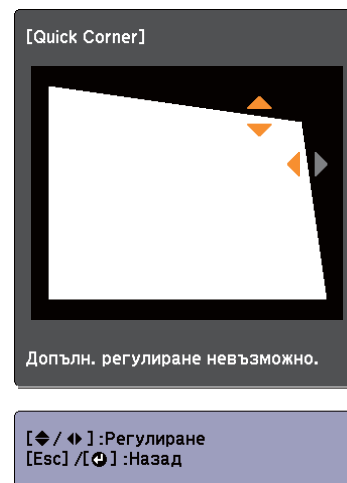 [Quick Corner]
Допълн. регулиране невъзможно.
[/] :Регулиране
[Esc] /[] :Назад